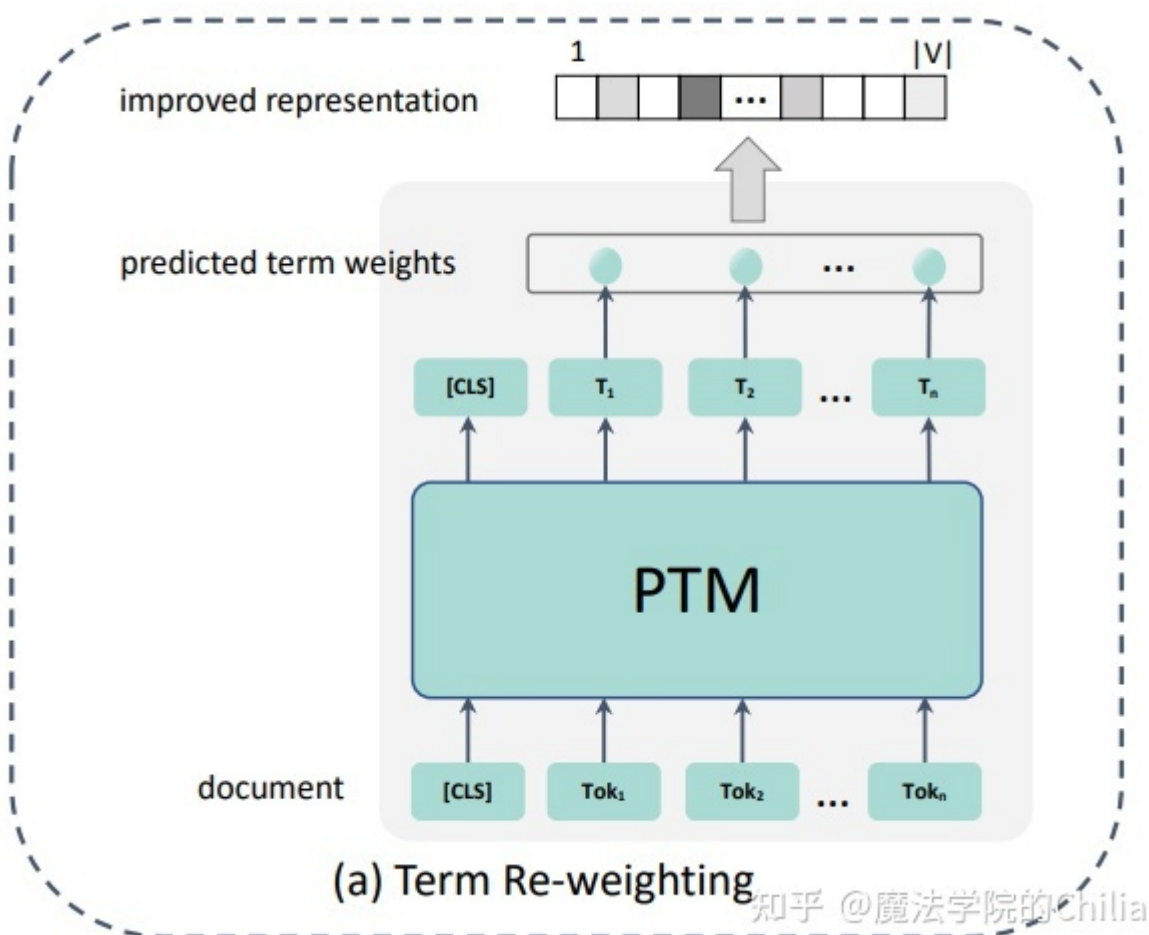 1 |V|
improved representation ...
predicted term weights ...
[CLS] T₁ T₂ ... Tₙ
PTM
document [CLS] Tok₁ Tok₂ ... Tokₙ
(a) Term Re-weighting
知乎 @魔法学院的Chilia